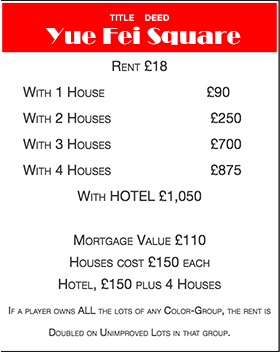 TITLE DEED
Yue Fei Square
RENT £18
WITH 1 HOUSE £90
WITH 2 HOUSES £250
WITH 3 HOUSES £700
WITH 4 HOUSES £875
WITH HOTEL £1,050
MORTGAGE VALUE £110
HOUSES COST £150 EACH
HOTEL, £150 PLUS 4 HOUSES
IF A PLAYER OWNS ALL THE LOTS OF ANY COLOR-GROUP, THE RENT IS
DOUBLED ON UNIMPROVED LOTS IN THAT GROUP.